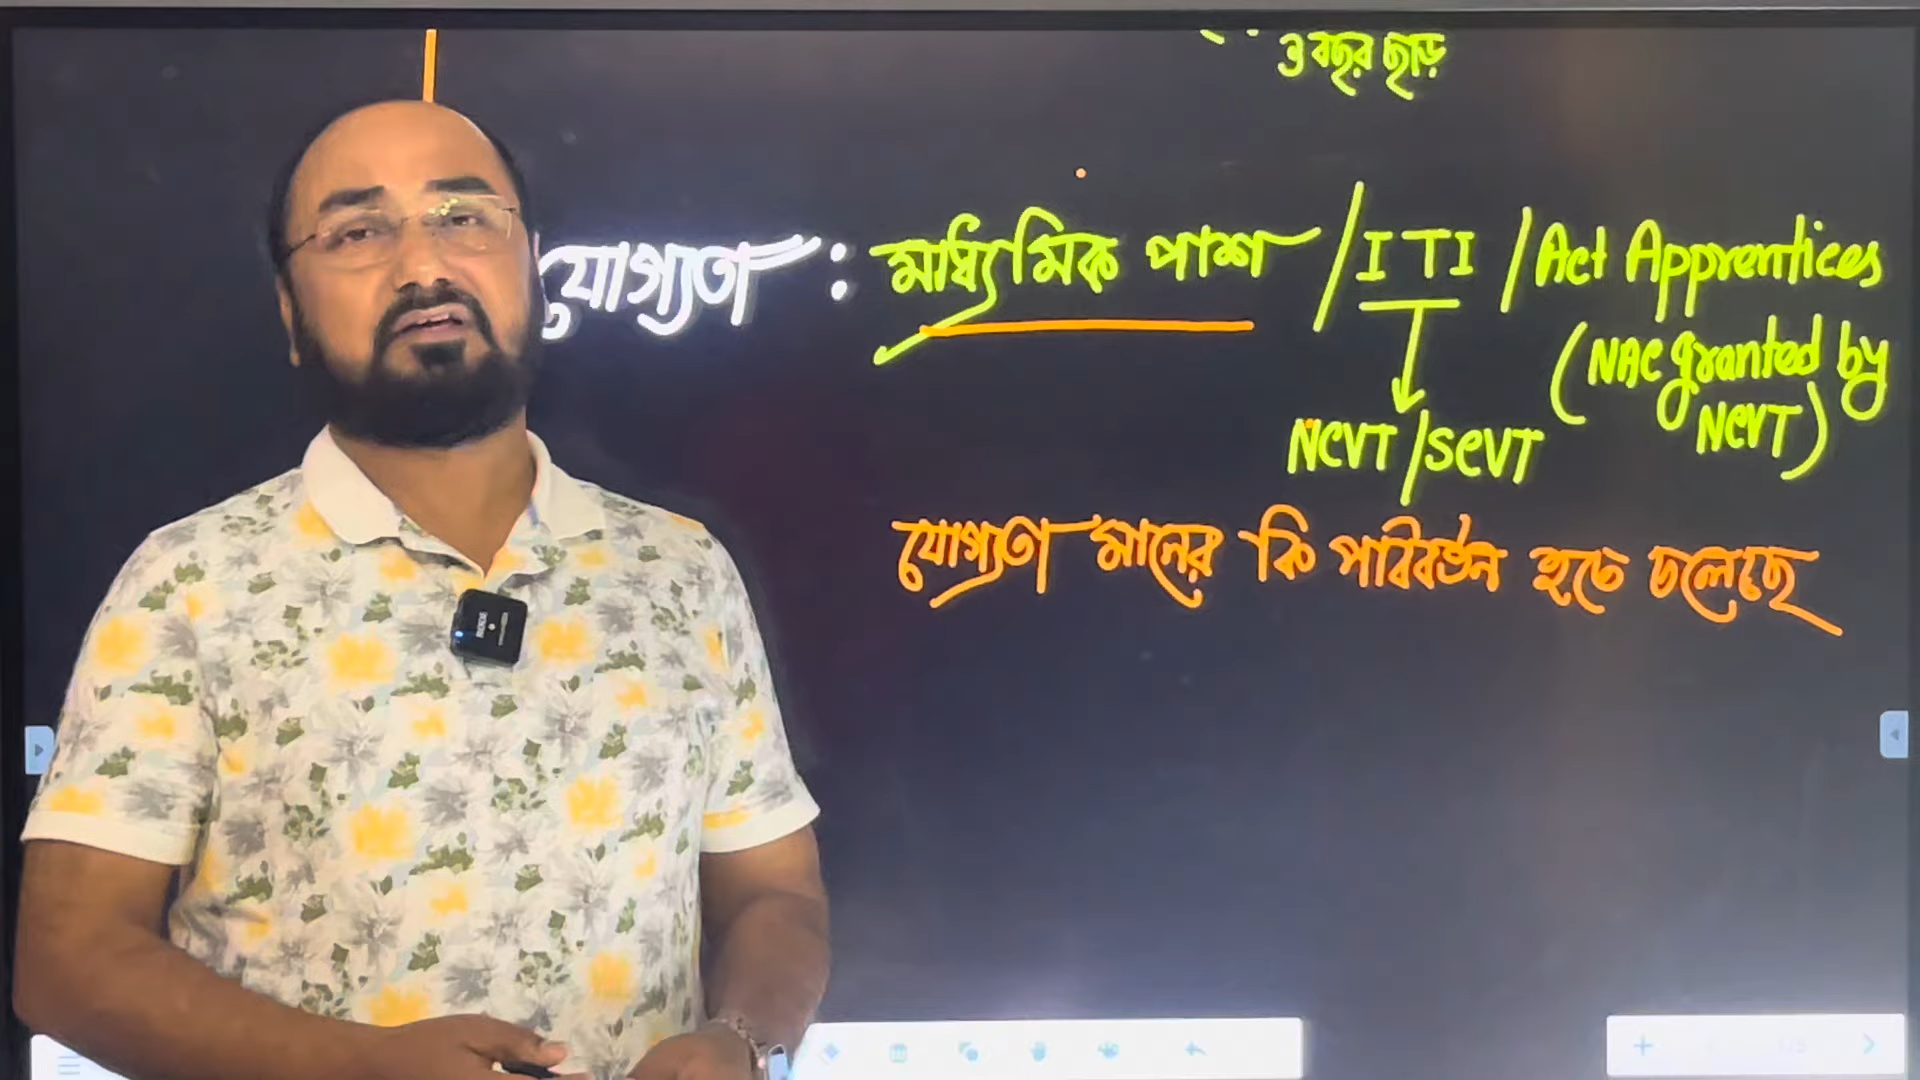 ৩ বছর ছাড়
যোগ্যতা : মাধ্যমিক পাশ / ITI / Act Apprentices
(NAC granted by
NCVT / SCVT NCVT)
যোগ্যতা মানের কি পরিবর্তন হতে চলেছে